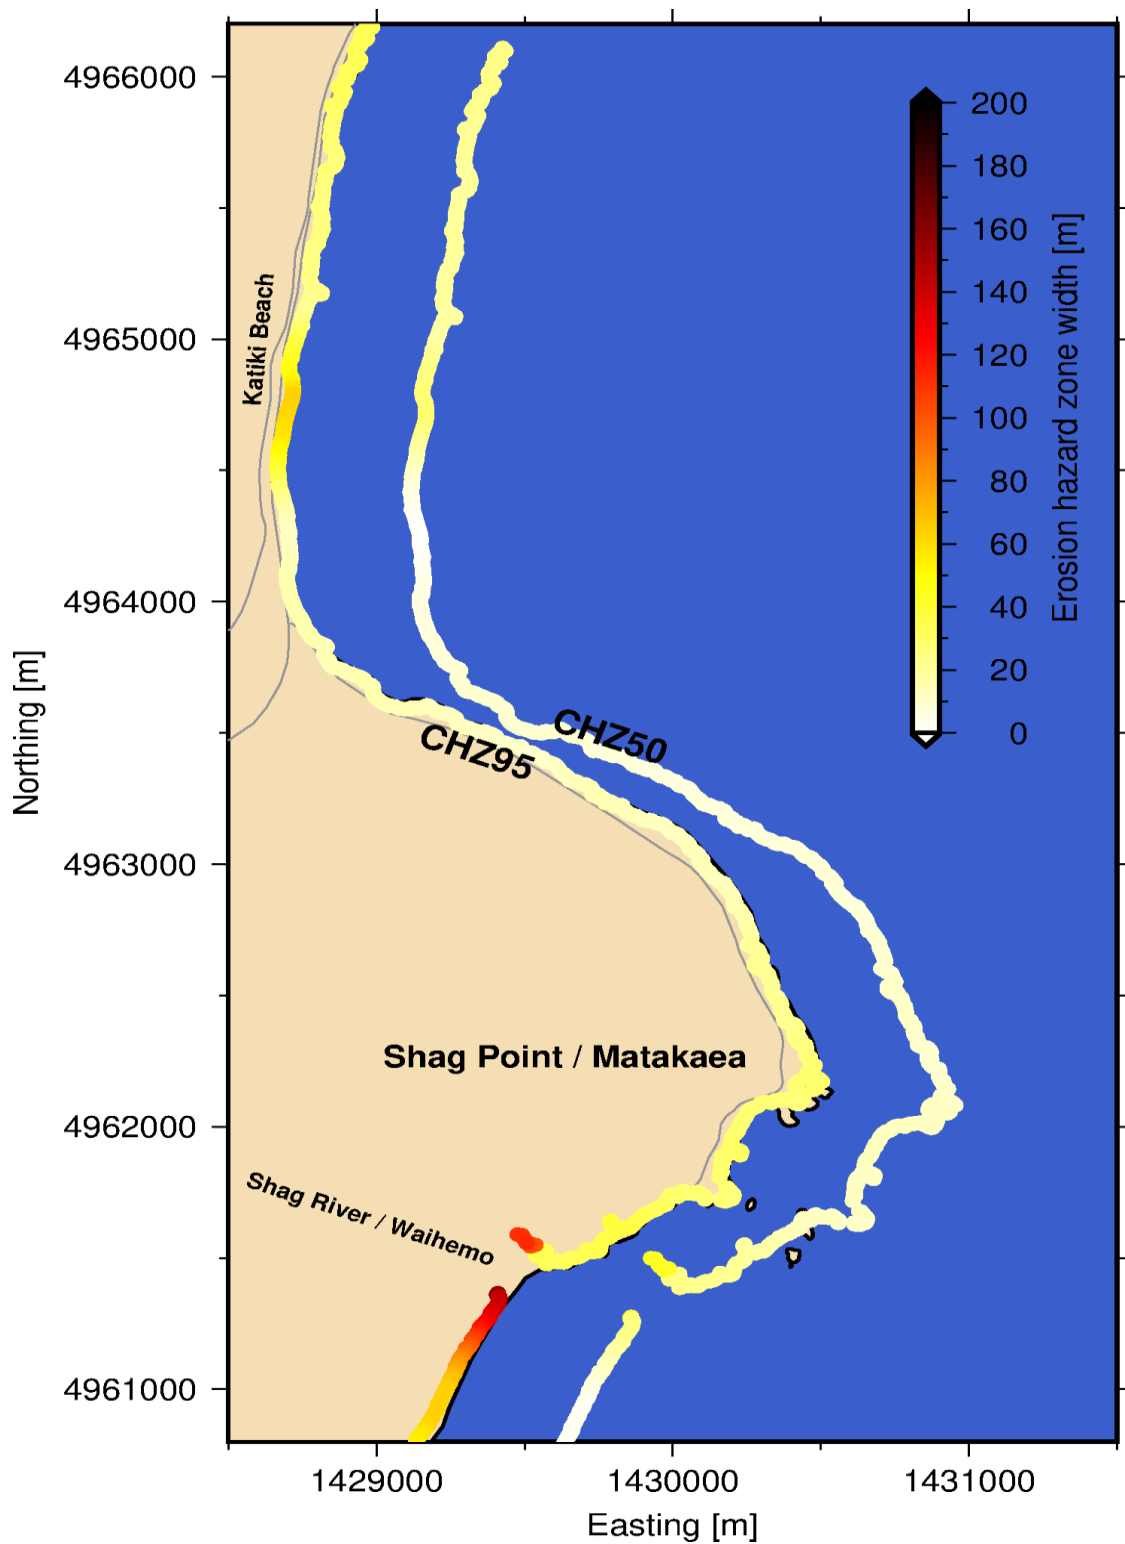 4966000
4965000
4964000
4963000
4962000
4961000
Northing [m]
1429000
1430000
1431000
Easting [m]
Katiki Beach
CHZ50
CHZ95
Shag Point / Matakaea
Shag River / Waihemo
200
180
160
140
120
100
80
60
40
20
0
Erosion hazard zone width [m]